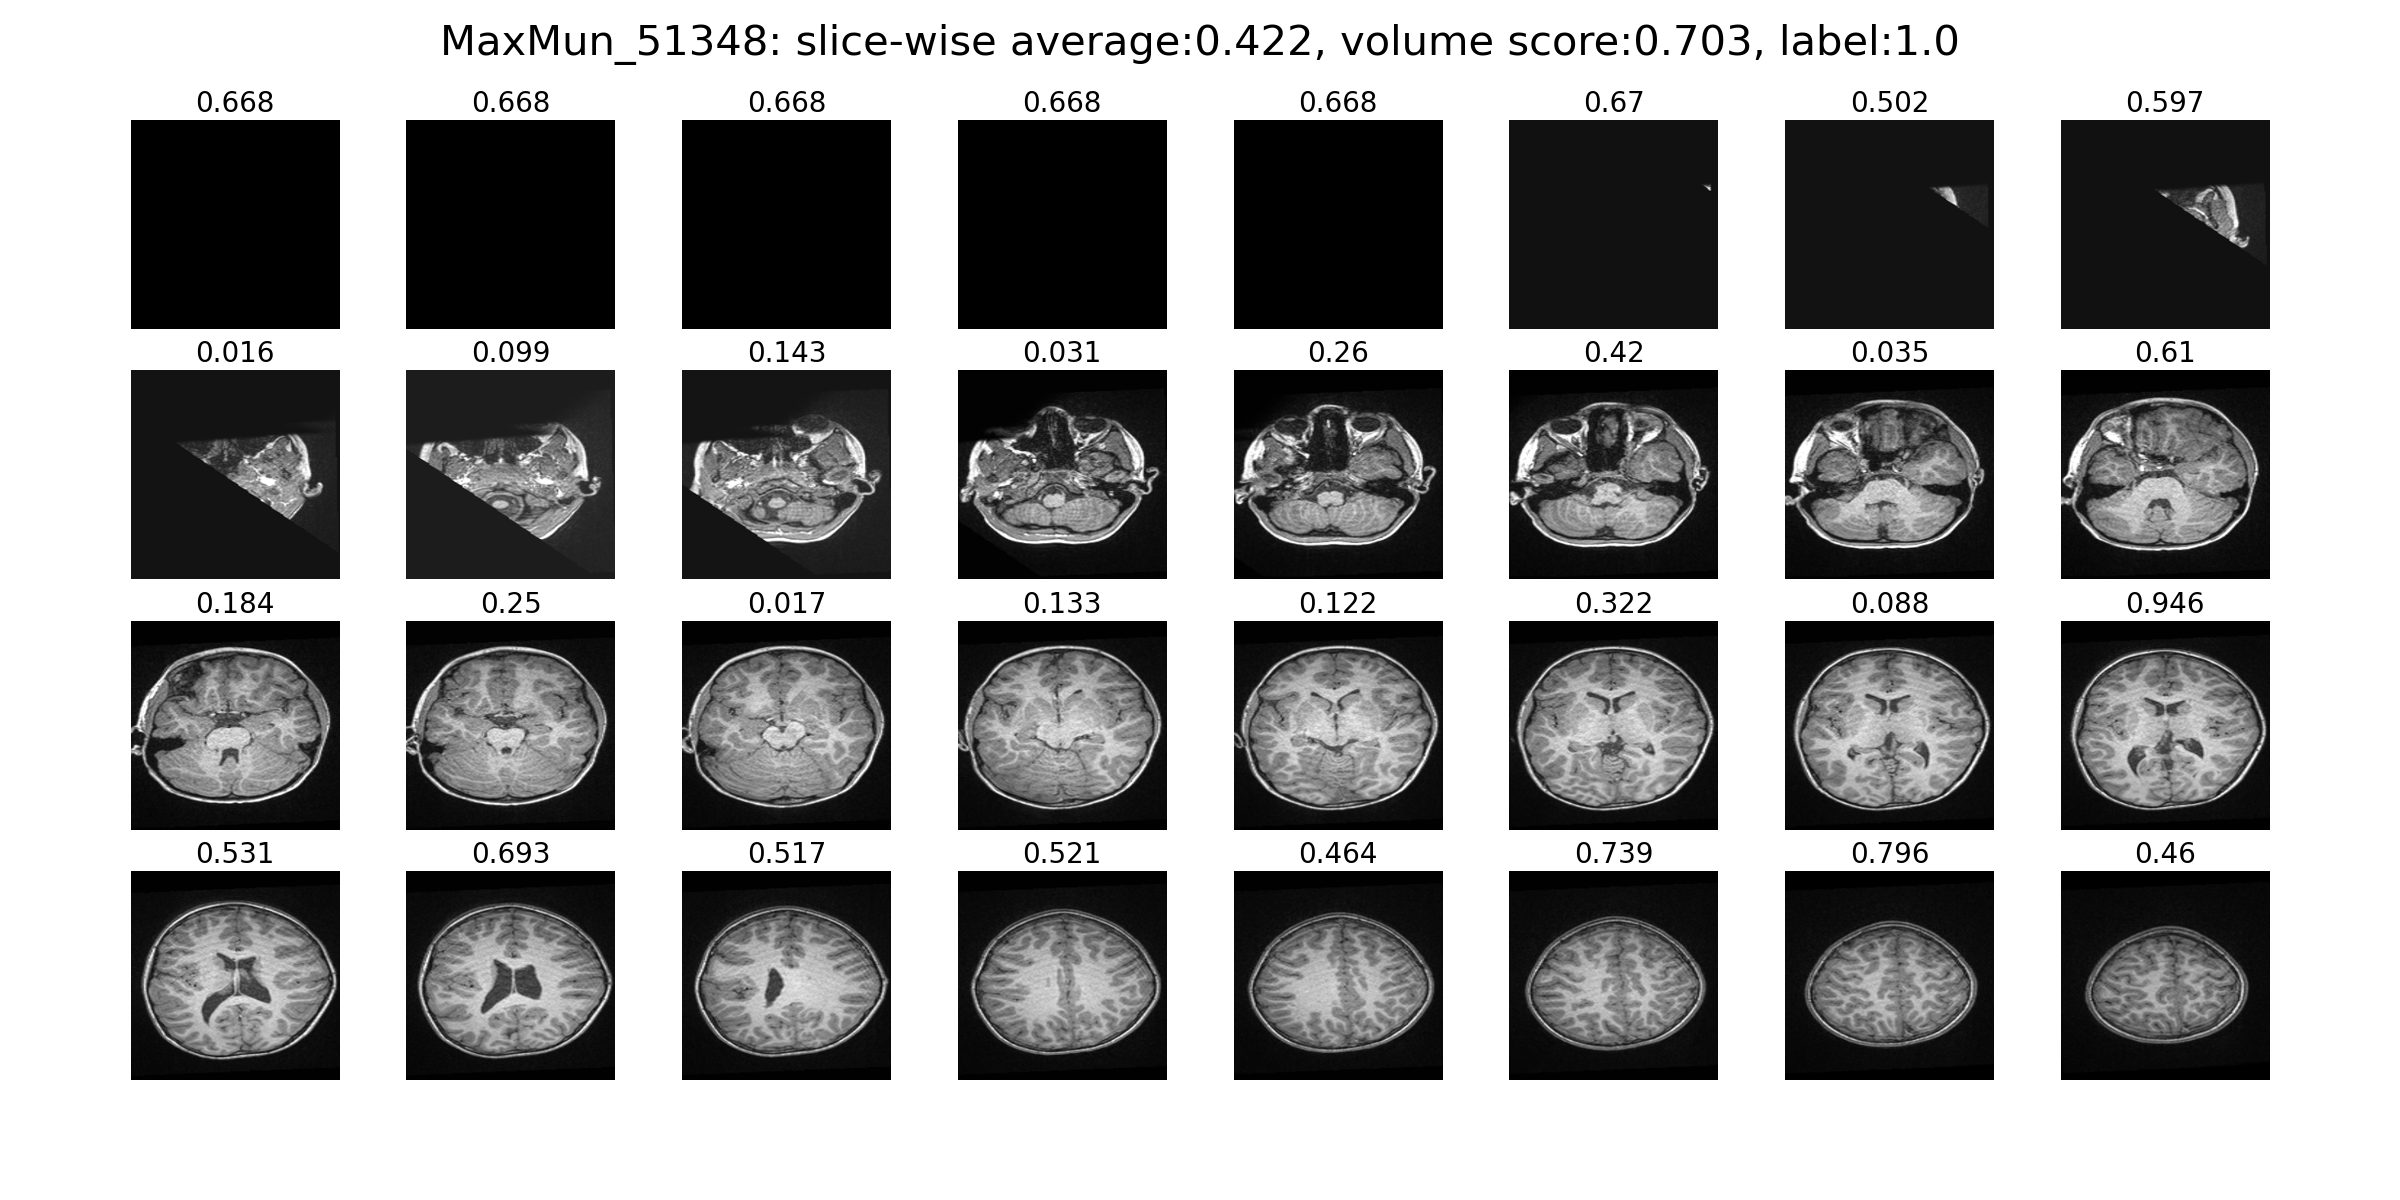 MaxMun_51348: slice-wise average:0.422, volume score:0.703, label:1.0
0.668 0.668 0.668 0.668 0.668 0.67 0.502 0.597
0.016 0.099 0.143 0.031 0.26 0.42 0.035 0.61
0.184 0.25 0.017 0.133 0.122 0.322 0.088 0.946
0.531 0.693 0.517 0.521 0.464 0.739 0.796 0.46